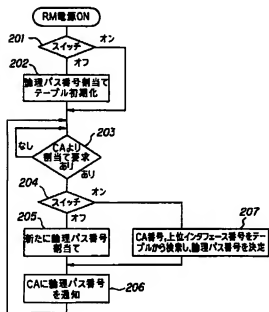 RM電源ON
201
スイッチ
オン
オフ
202
論理パス番号割当て
テーブル初期化
203
なし
CAより
割当て要求
あり
あり
204
スイッチ
オン
オフ
205
207
新たに論理パス番号
割当て
CA番号,上位インタフェース番号をテー
ブルから検索し,論理パス番号を決定
CAに論理パス番号
を通知
206